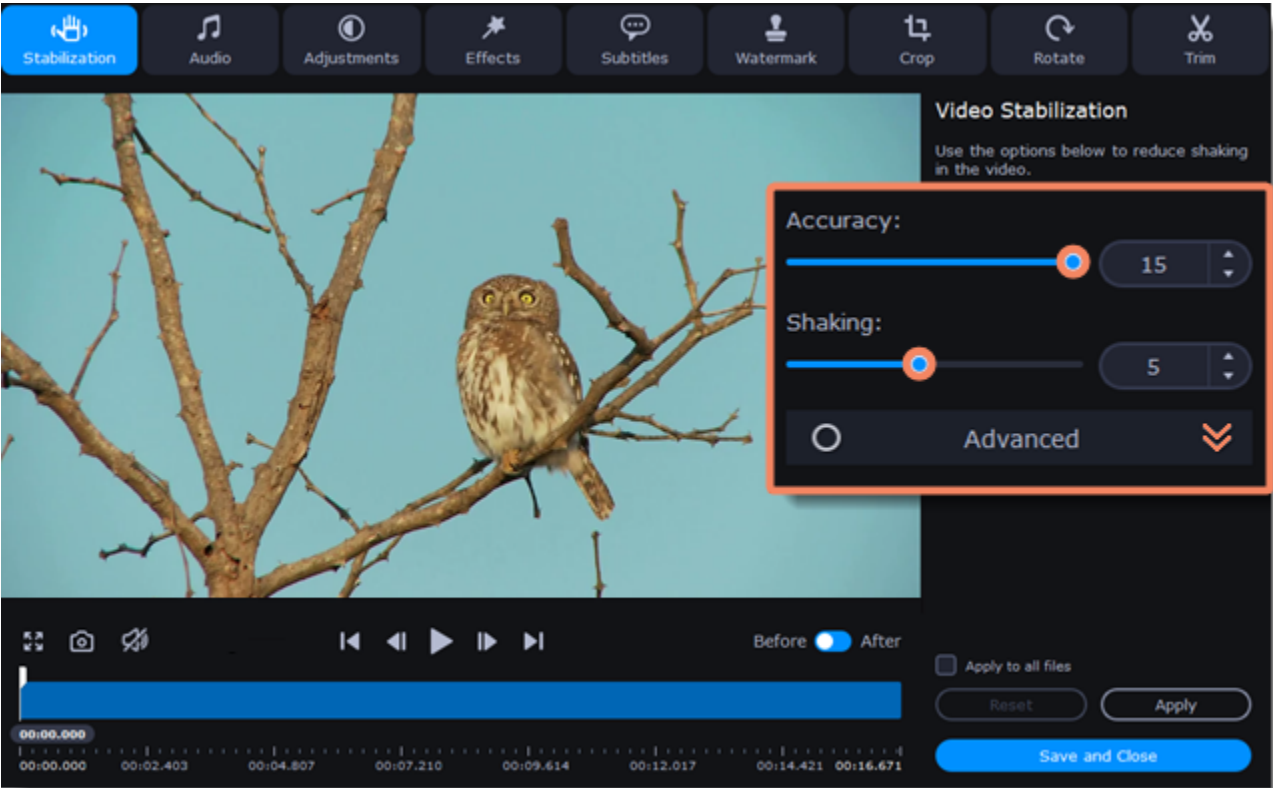 Stabilization
Audio
Adjustments
Effects
Subtitles
Watermark
Crop
Rotate
Trim
Video Stabilization
Use the options below to reduce shaking
in the video.
Accuracy:
15
Shaking:
5
Advanced
Before
After
Apply to all files
Reset
Apply
00:00.000
00:00.000
00:02.403
00:04.807
00:07.210
00:09.614
00:12.017
00:14.421
00:16.671
Save and Close